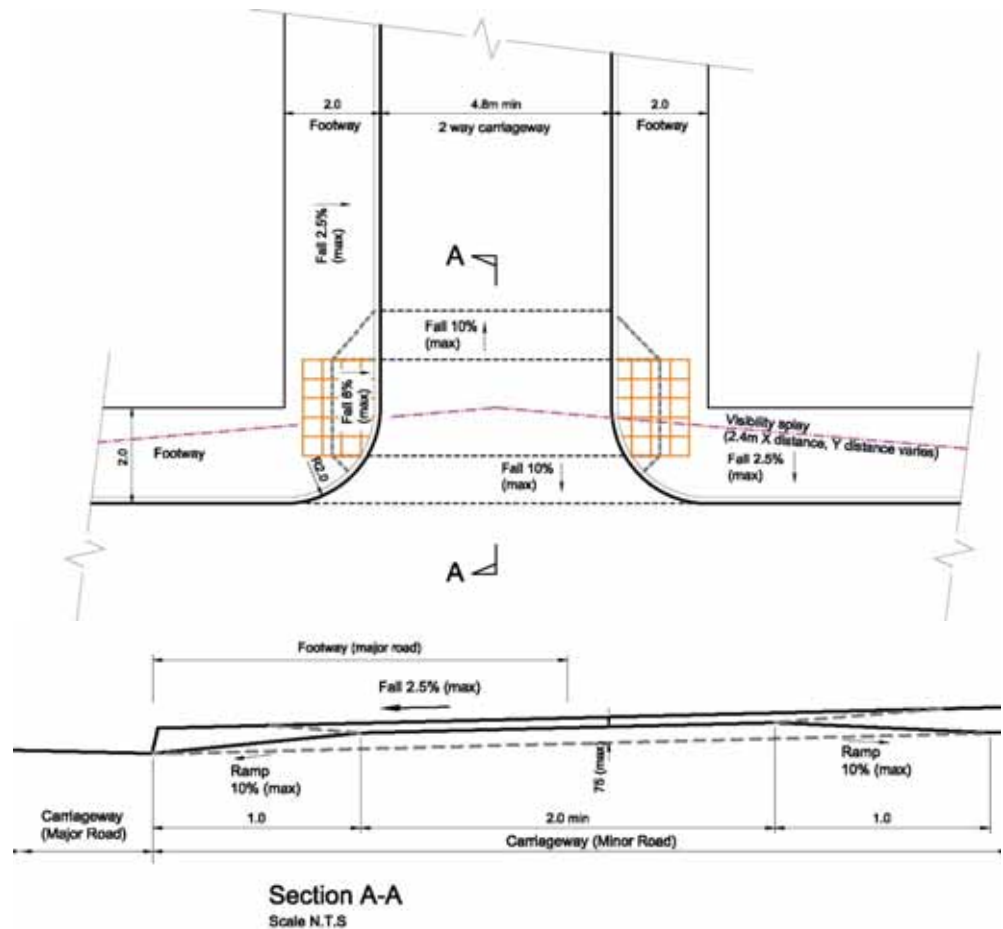 2.0
Footway
4.8m min
2 way carriageway
2.0
Footway
Fall 2.5%
(max)
A
Fall 10%
(max)
Fall 6%
(max)
Visibility splay
(2.4m X distance, Y distance varies)
2.0
Footway
R2.0
Fall 10%
(max)
Fall 2.5%
(max)
A
Footway (major road)
Fall 2.5% (max)
Ramp
10% (max)
75 (max)
Ramp
10% (max)
Carriageway
(Major Road)
1.0
2.0 min
1.0
Carriageway (Minor Road)
Section A-A
Scale N.T.S